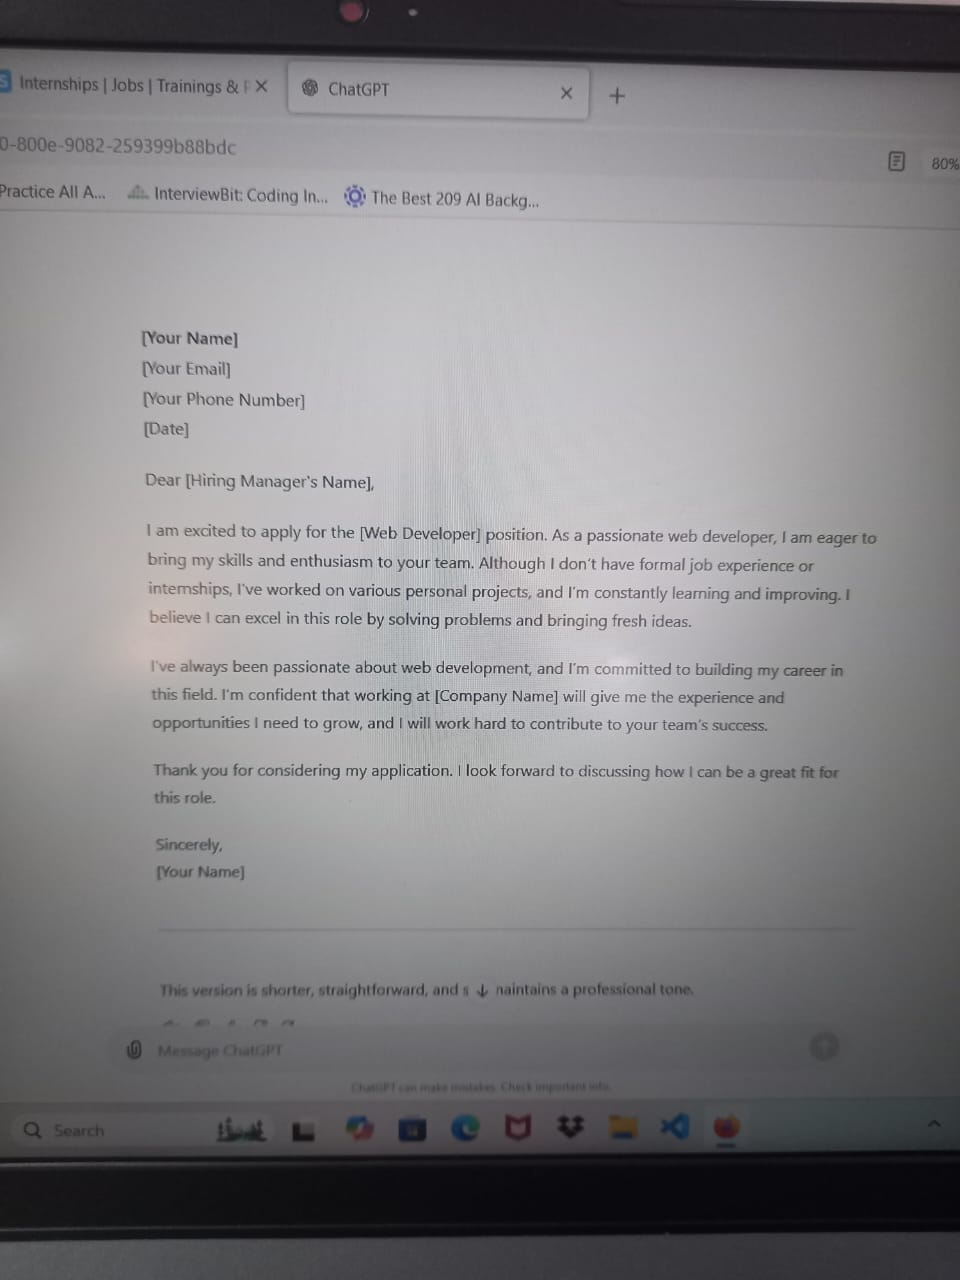 Internships | Jobs | Trainings &
ChatGPT
0-800e-9082-259399b88bdc
80%
Practice All A...
InterviewBit: Coding In...
The Best 209 AI Backg...
[Your Name]
[Your Email]
[Your Phone Number]
[Date]
Dear [Hiring Manager's Name],
I am excited to apply for the [Web Developer] position. As a passionate web developer, I am eager to
bring my skills and enthusiasm to your team. Although I don't have formal job experience or
internships, I've worked on various personal projects, and I'm constantly learning and improving. I
believe I can excel in this role by solving problems and bringing fresh ideas.
I've always been passionate about web development, and I'm committed to building my career in
this field. I'm confident that working at [Company Name] will give me the experience and
opportunities I need to grow, and I will work hard to contribute to your team's success.
Thank you for considering my application. I look forward to discussing how I can be a great fit for
this role.
Sincerely,
[Your Name]
This version is shorter, straightforward, and s naintains a professional tone.
Message ChatGPT
ChatGPT can make mistakes. Check important info.
Search